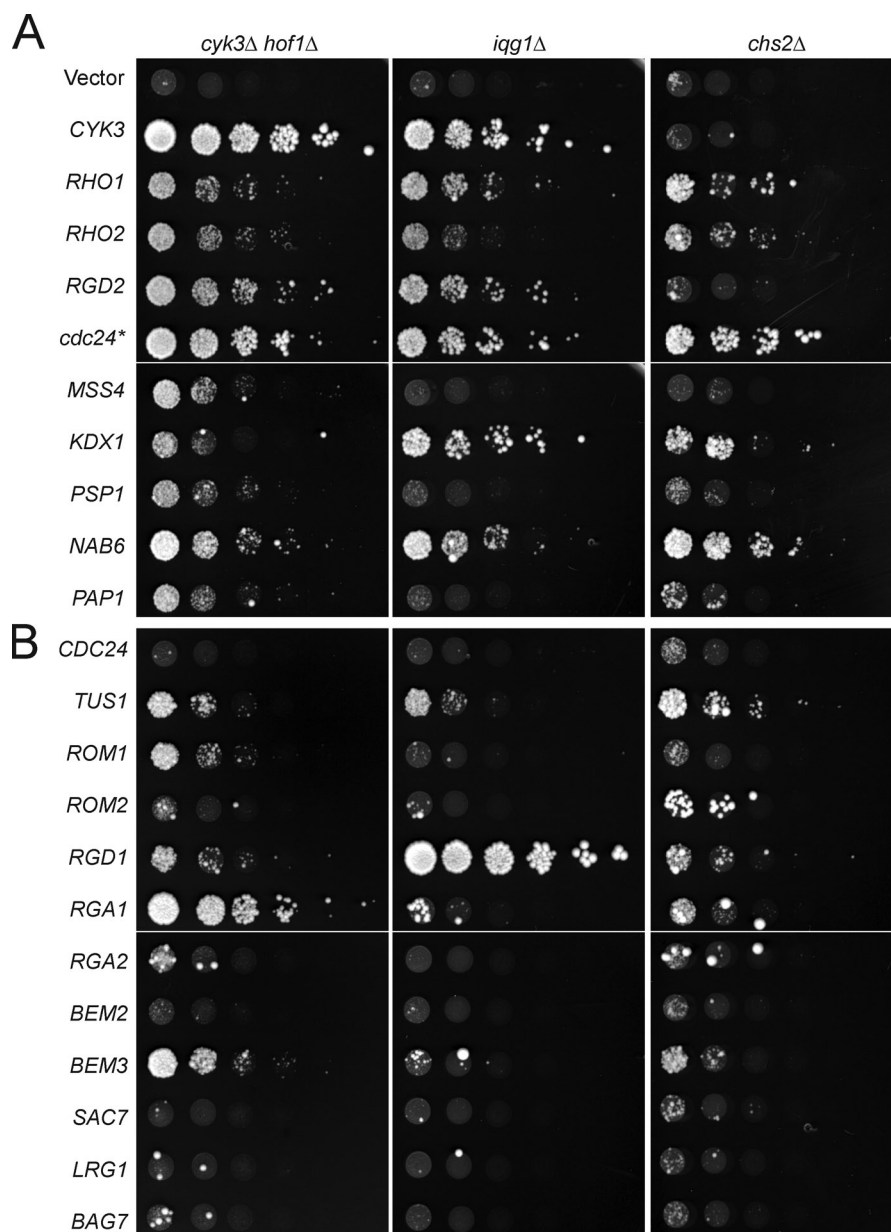 A
cyk3Δ hof1Δ
iqg1Δ
chs2Δ
Vector
CYK3
RHO1
RHO2
RGD2
cdc24*
MSS4
KDX1
PSP1
NAB6
PAP1
B
CDC24
TUS1
ROM1
ROM2
RGD1
RGA1
RGA2
BEM2
BEM3
SAC7
LRG1
BAG7